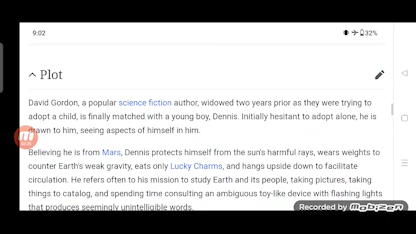 9:02
32%
Plot
David Gordon, a popular science fiction author, widowed two years prior as they were trying to
adopt a child, is finally matched with a young boy, Dennis. Initially hesitant to adopt alone, he is
drawn to him, seeing aspects of himself in him.
Believing he is from Mars, Dennis protects himself from the sun's harmful rays, wears weights to
counter Earth's weak gravity, eats only Lucky Charms, and hangs upside down to facilitate
circulation. He refers often to his mission to study Earth and its people, taking pictures, taking
things to catalog, and spending time consulting an ambiguous toy-like device with flashing lights
that produces seemingly unintelligible words.
Recorded by Mobizen